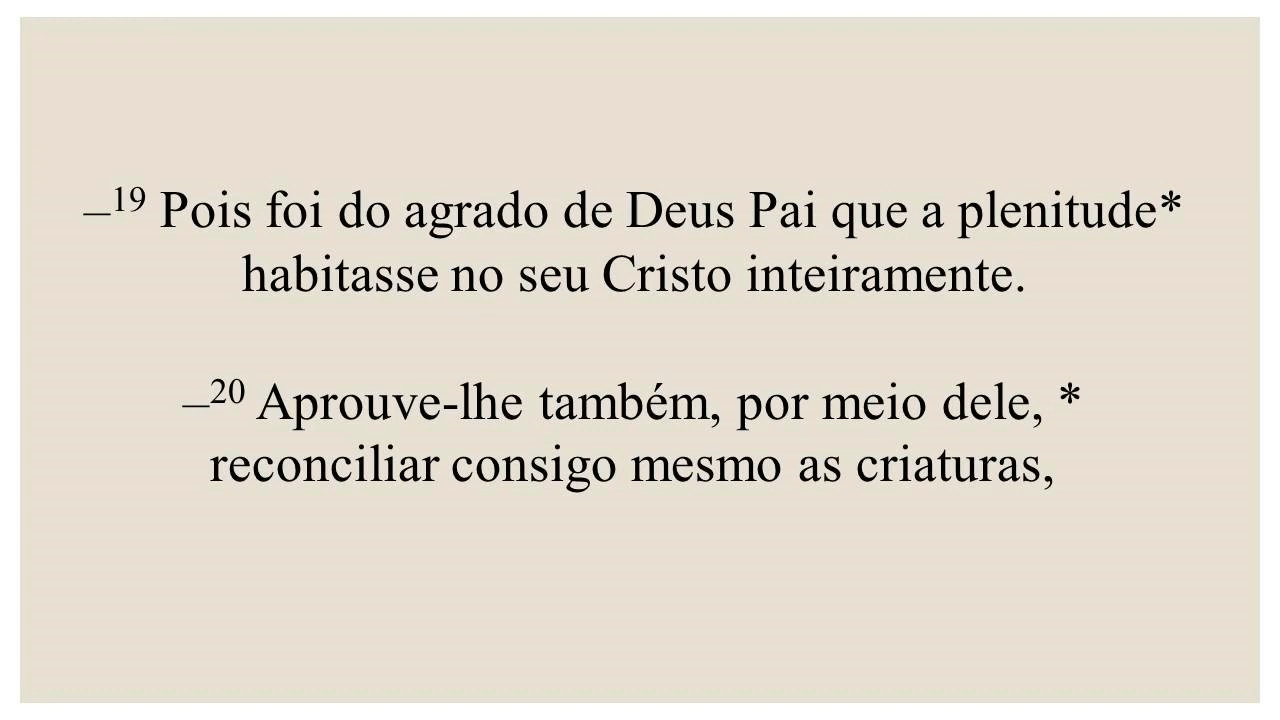 –19 Pois foi do agrado de Deus Pai que a plenitude*
habitasse no seu Cristo inteiramente.
–20 Aprouve-lhe também, por meio dele, *
reconciliar consigo mesmo as criaturas,